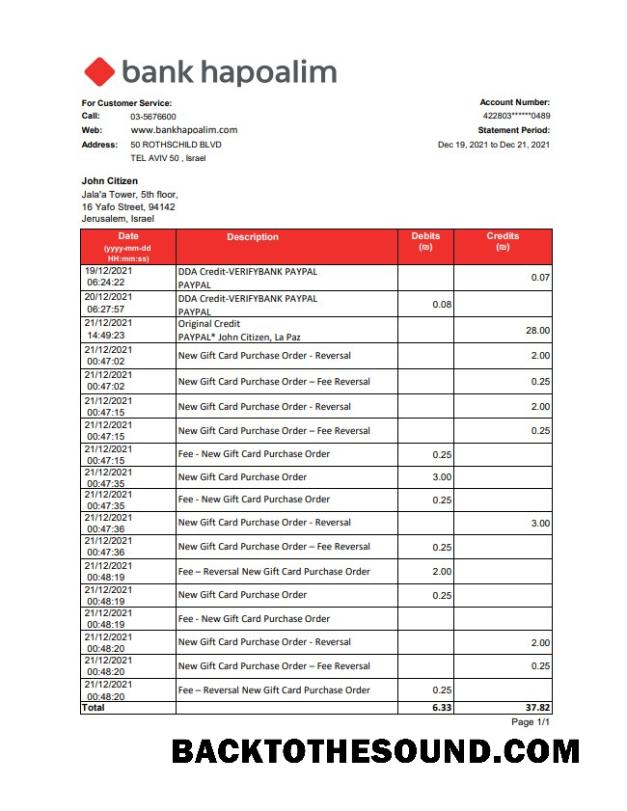 bank hapoalim
For Customer Service:
Call: 03-5676600
Web: www.bankhapoalim.com
Address: 50 ROTHSCHILD BLVD
TEL AVIV 50 , Israel
Account Number:
422803******0489
Statement Period:
Dec 19, 2021 to Dec 21, 2021
John Citizen
Jala'a Tower, 5th floor,
16 Yafo Street, 94142
Jerusalem, Israel
Date Description Debits Credits
(yyyy-mm-dd (₪) (₪)
HH:mm:ss)
19/12/2021 DDA Credit-VERIFYBANK PAYPAL 0.07
06:24:22 PAYPAL
20/12/2021 DDA Credit-VERIFYBANK PAYPAL 0.08
06:27:57 PAYPAL
21/12/2021 Original Credit 28.00
14:49:23 PAYPAL* John Citizen, La Paz
21/12/2021 New Gift Card Purchase Order - Reversal 2.00
00:47:02
21/12/2021 New Gift Card Purchase Order – Fee Reversal 0.25
00:47:02
21/12/2021 New Gift Card Purchase Order - Reversal 2.00
00:47:15
21/12/2021 New Gift Card Purchase Order – Fee Reversal 0.25
00:47:15
21/12/2021 Fee - New Gift Card Purchase Order 0.25
00:47:15
21/12/2021 New Gift Card Purchase Order 3.00
00:47:35
21/12/2021 Fee - New Gift Card Purchase Order 0.25
00:47:35
21/12/2021 New Gift Card Purchase Order - Reversal 3.00
00:47:36
21/12/2021 New Gift Card Purchase Order – Fee Reversal 0.25
00:47:36
21/12/2021 Fee – Reversal New Gift Card Purchase Order 2.00
00:48:19
21/12/2021 New Gift Card Purchase Order 0.25
00:48:19
21/12/2021 Fee - New Gift Card Purchase Order
00:48:19
21/12/2021 New Gift Card Purchase Order - Reversal 2.00
00:48:20
21/12/2021 New Gift Card Purchase Order – Fee Reversal 0.25
00:48:20
21/12/2021 Fee – Reversal New Gift Card Purchase Order 0.25
00:48:20
Total 6.33 37.82
Page 1/1
BACKTOTHESOUND.COM